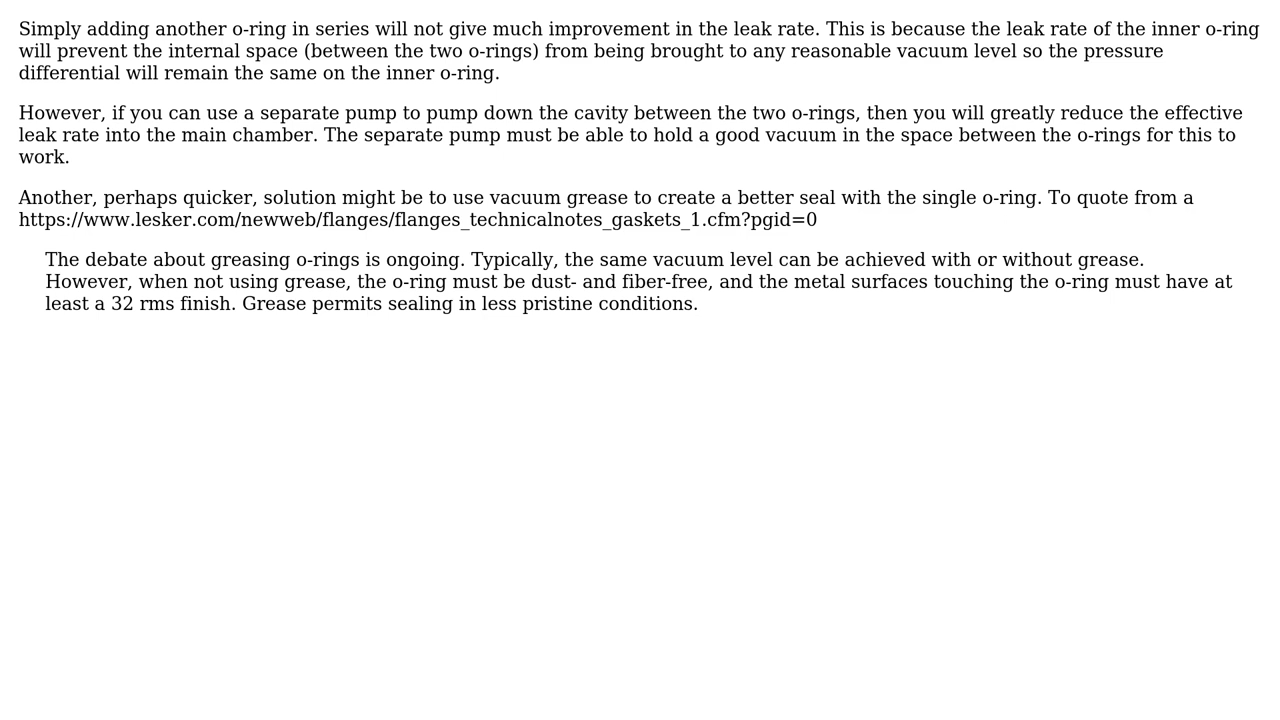 Simply adding another o-ring in series will not give much improvement in the leak rate. This is because the leak rate of the inner o-ring
will prevent the internal space (between the two o-rings) from being brought to any reasonable vacuum level so the pressure
differential will remain the same on the inner o-ring.
However, if you can use a separate pump to pump down the cavity between the two o-rings, then you will greatly reduce the effective
leak rate into the main chamber. The separate pump must be able to hold a good vacuum in the space between the o-rings for this to
work.
Another, perhaps quicker, solution might be to use vacuum grease to create a better seal with the single o-ring. To quote from a
https://www.lesker.com/newweb/flanges/flanges_technicalnotes_gaskets_1.cfm?pgid=0
The debate about greasing o-rings is ongoing. Typically, the same vacuum level can be achieved with or without grease.
However, when not using grease, the o-ring must be dust- and fiber-free, and the metal surfaces touching the o-ring must have at
least a 32 rms finish. Grease permits sealing in less pristine conditions.